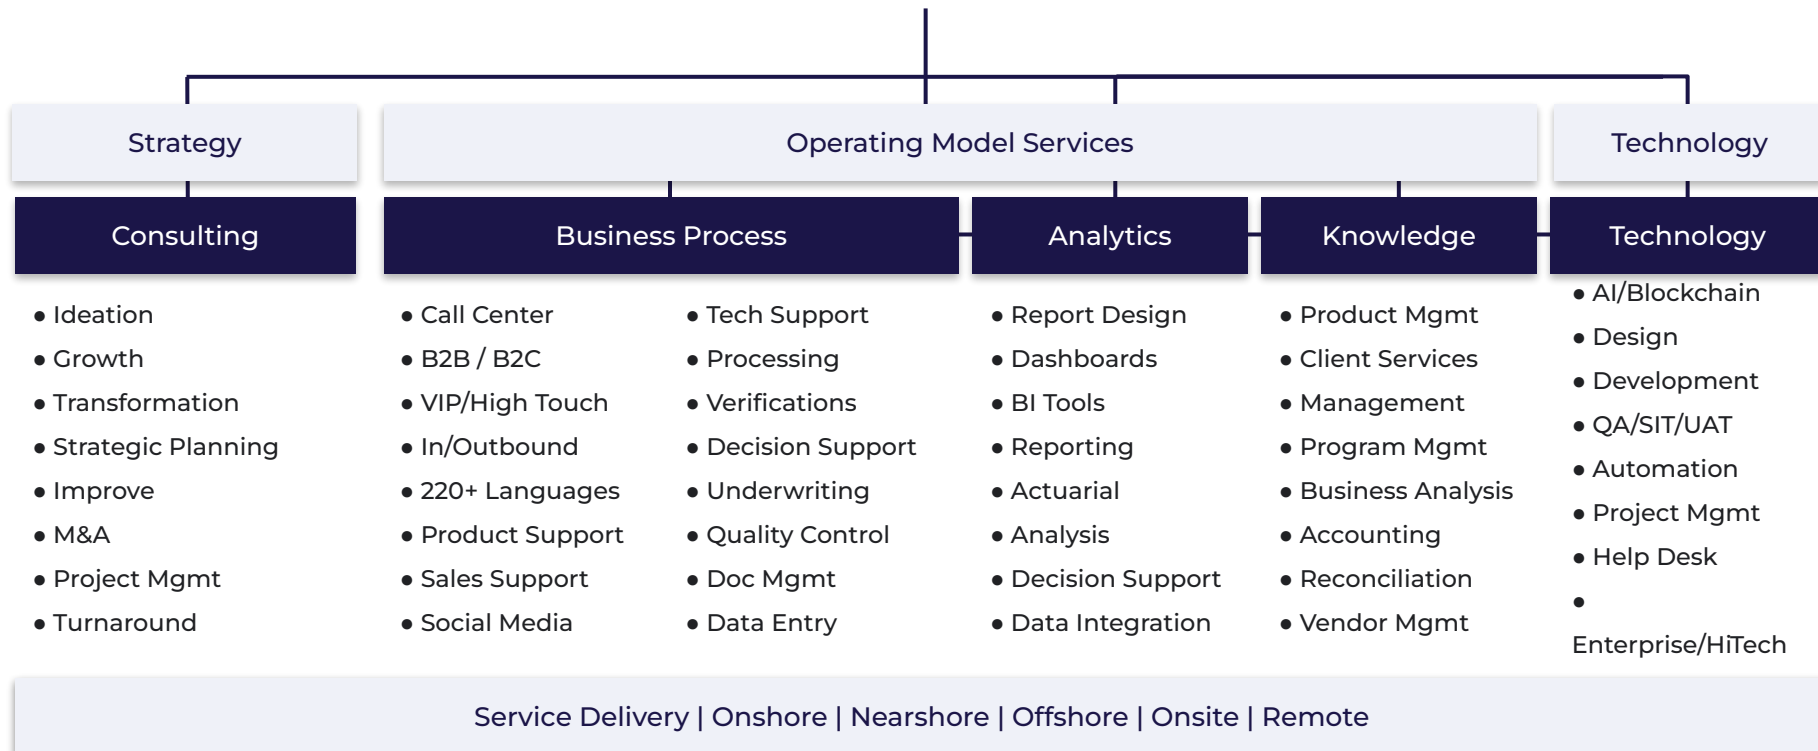 Strategy
Operating Model Services
Technology
Consulting
Business Process
Analytics
Knowledge
Technology
● Ideation
● Growth
● Transformation
● Strategic Planning
● Improve
● M&A
● Project Mgmt
● Turnaround
● Call Center
● B2B / B2C
● VIP/High Touch
● In/Outbound
● 220+ Languages
● Product Support
● Sales Support
● Social Media
● Tech Support
● Processing
● Verifications
● Decision Support
● Underwriting
● Quality Control
● Doc Mgmt
● Data Entry
● Report Design
● Dashboards
● BI Tools
● Reporting
● Actuarial
● Analysis
● Decision Support
● Data Integration
● Product Mgmt
● Client Services
● Management
● Program Mgmt
● Business Analysis
● Accounting
● Reconciliation
● Vendor Mgmt
● AI/Blockchain
● Design
● Development
● QA/SIT/UAT
● Automation
● Project Mgmt
● Help Desk
●
Enterprise/HiTech
Service Delivery | Onshore | Nearshore | Offshore | Onsite | Remote